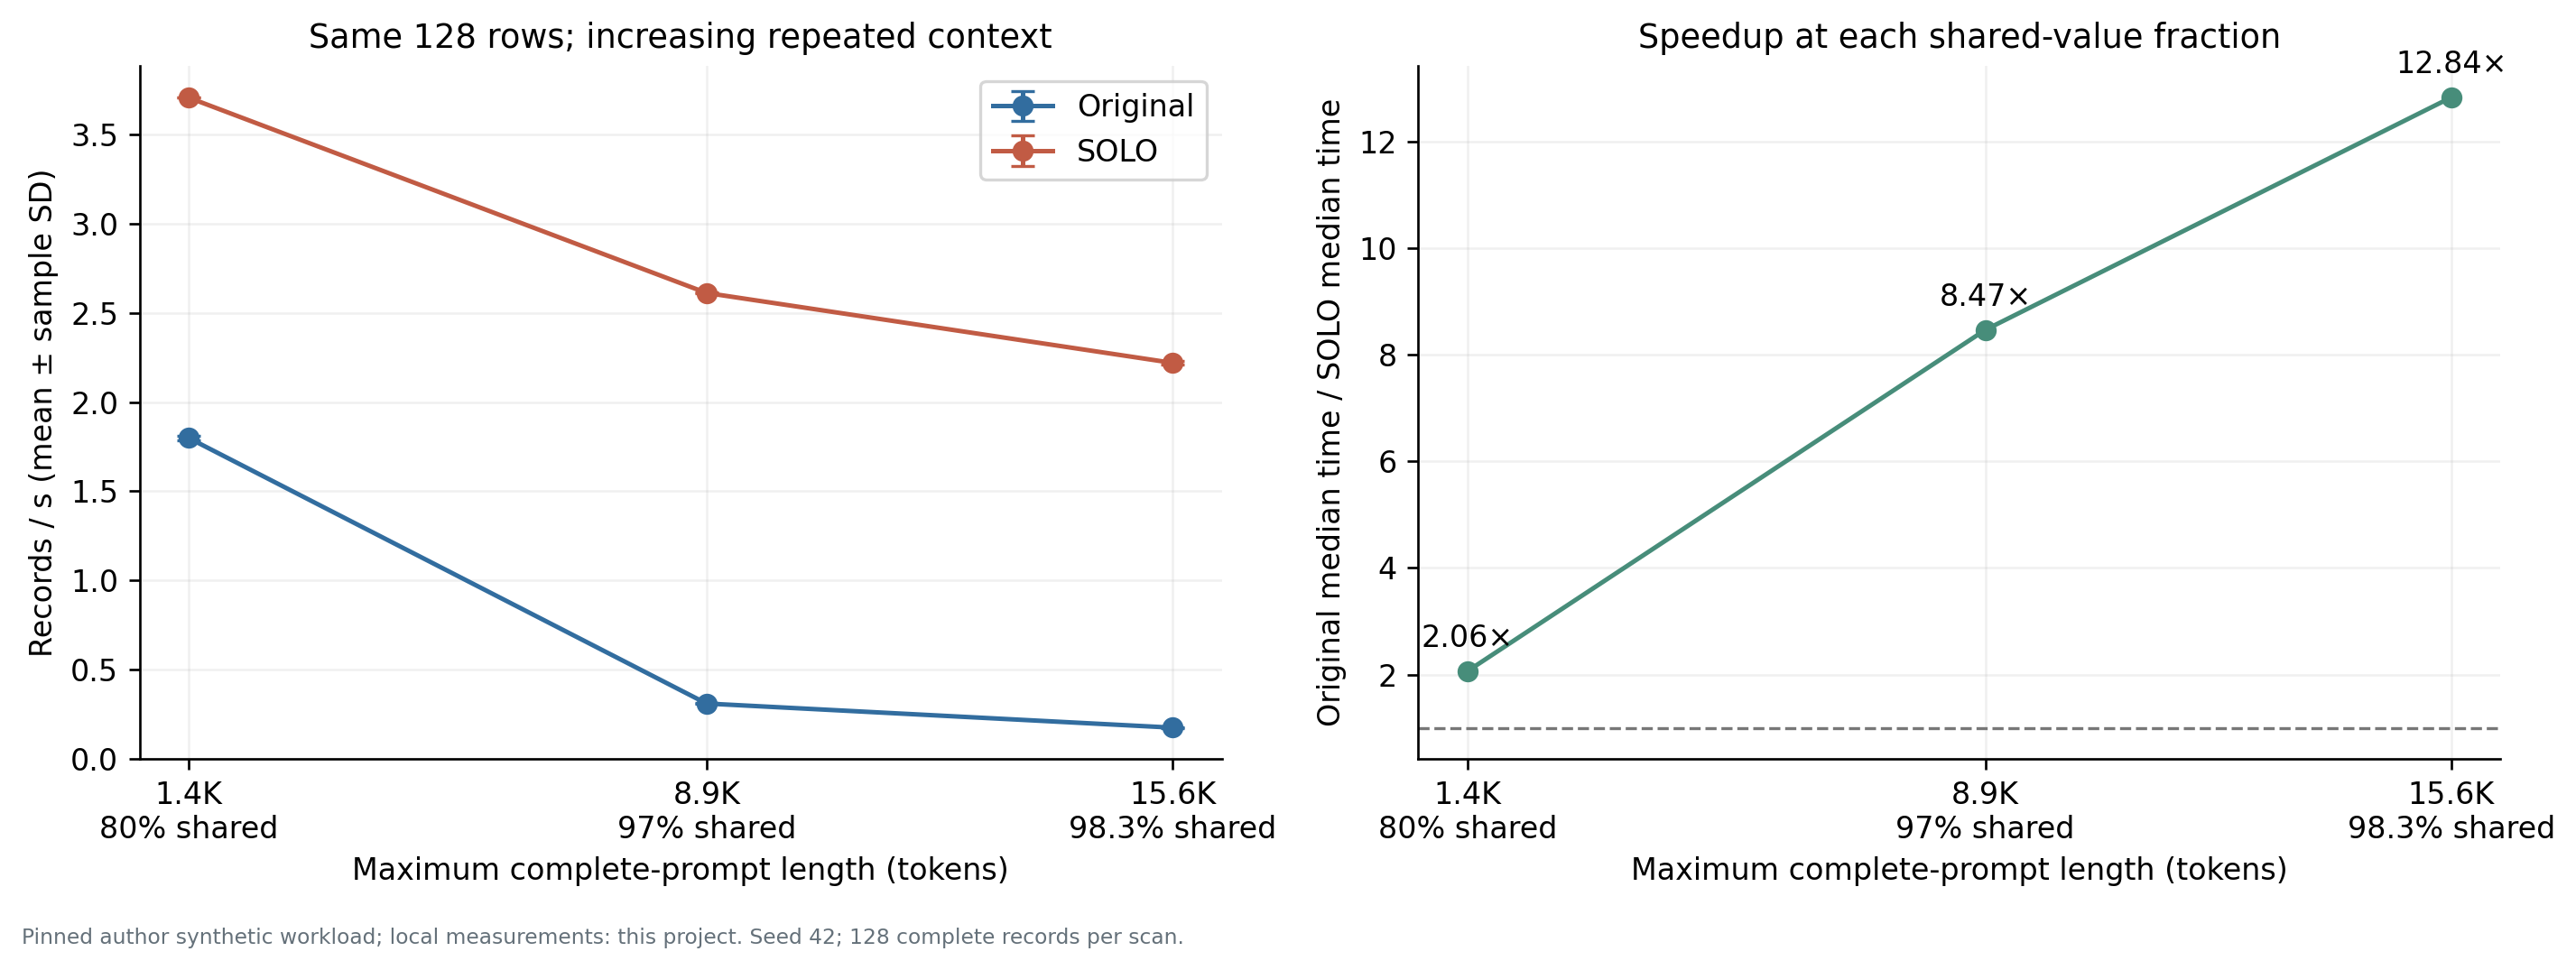 Same 128 rows; increasing repeated context
Records / s (mean ± sample SD)
3.5
3.0
2.5
2.0
1.5
1.0
0.5
0.0
Original
SOLO
1.4K
80% shared
8.9K
97% shared
15.6K
98.3% shared
Maximum complete-prompt length (tokens)
Speedup at each shared-value fraction
Original median time / SOLO median time
12
10
8
6
4
2
2.06×
8.47×
12.84×
1.4K
80% shared
8.9K
97% shared
15.6K
98.3% shared
Maximum complete-prompt length (tokens)
Pinned author synthetic workload; local measurements: this project. Seed 42; 128 complete records per scan.